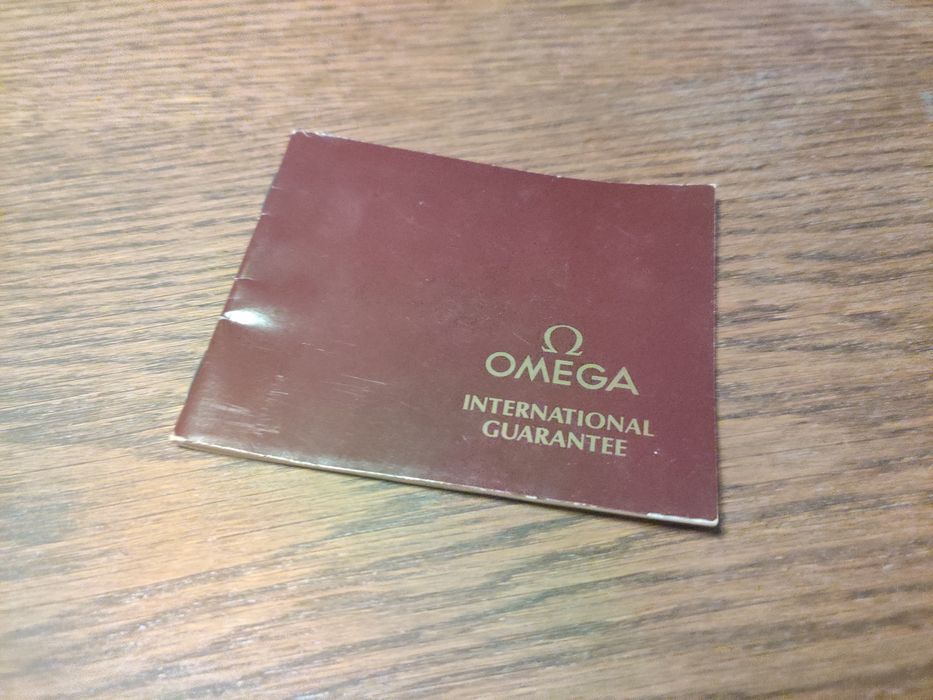 Ω
OMEGA
INTERNATIONAL
GUARANTEE